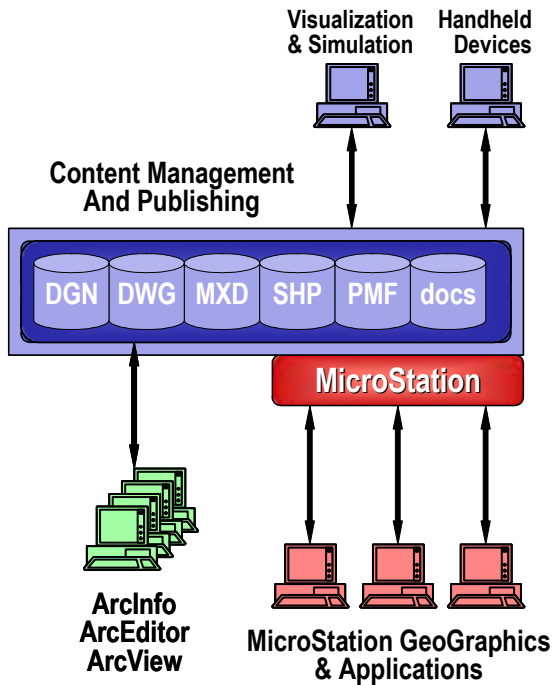 Visualization
& Simulation
Handheld
Devices
Content Management
And Publishing
DGN
DWG
MXD
SHP
PMF
docs
MicroStation
ArcInfo
ArcEditor
ArcView
MicroStation GeoGraphics
& Applications